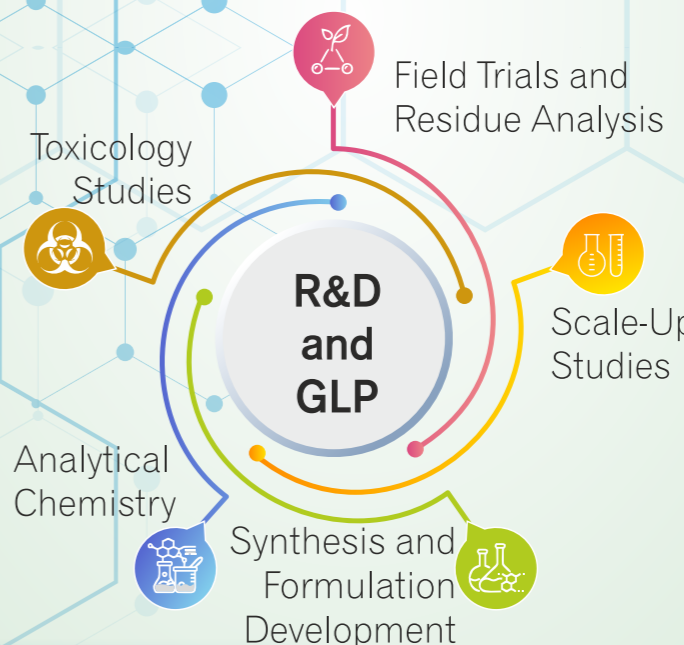 Field Trials and
Residue Analysis
Toxicology
Studies
R&D
and
GLP
Scale-Up
Studies
Analytical
Chemistry
Synthesis and
Formulation
Development